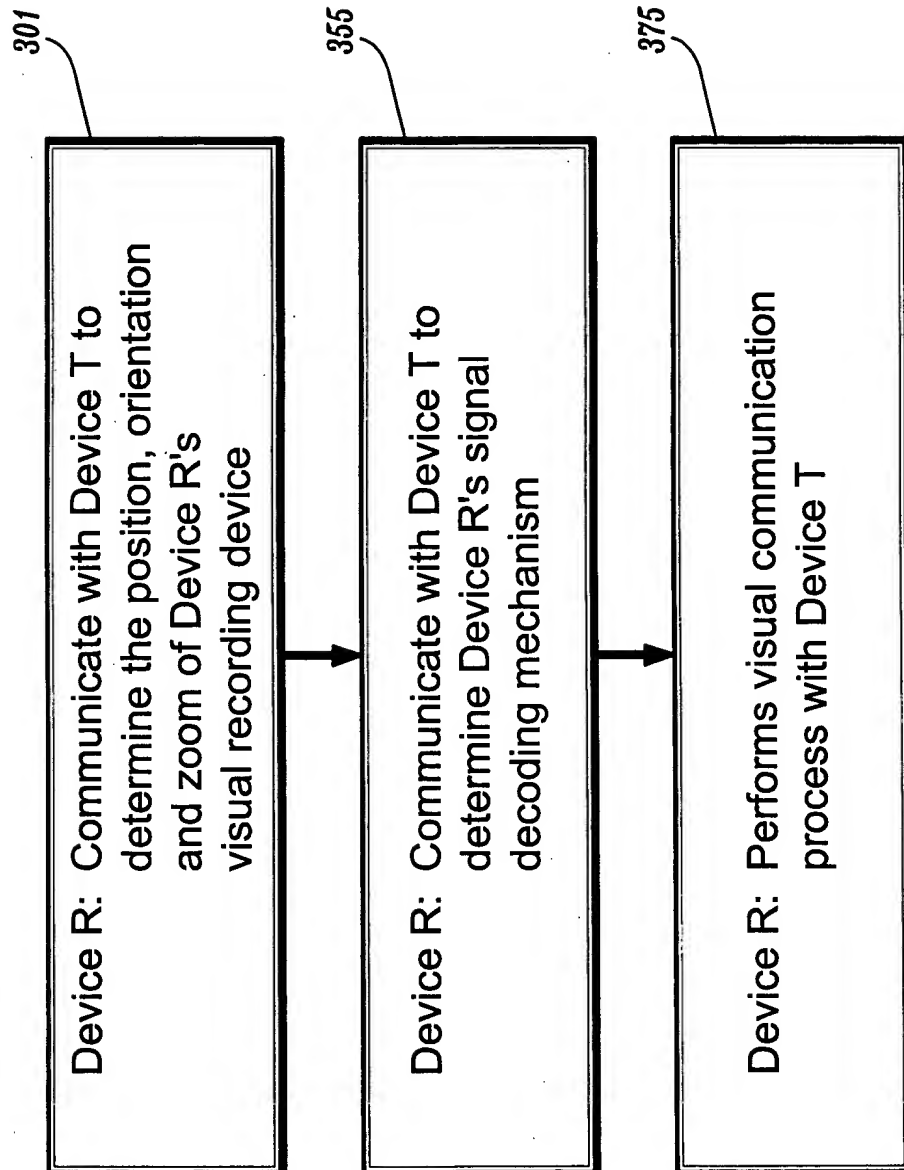 301
Device R: Communicate with Device T to
determine the position, orientation
and zoom of Device R's
visual recording device
355
Device R: Communicate with Device T to
determine Device R's signal
decoding mechanism
375
Device R: Performs visual communication
process with Device T